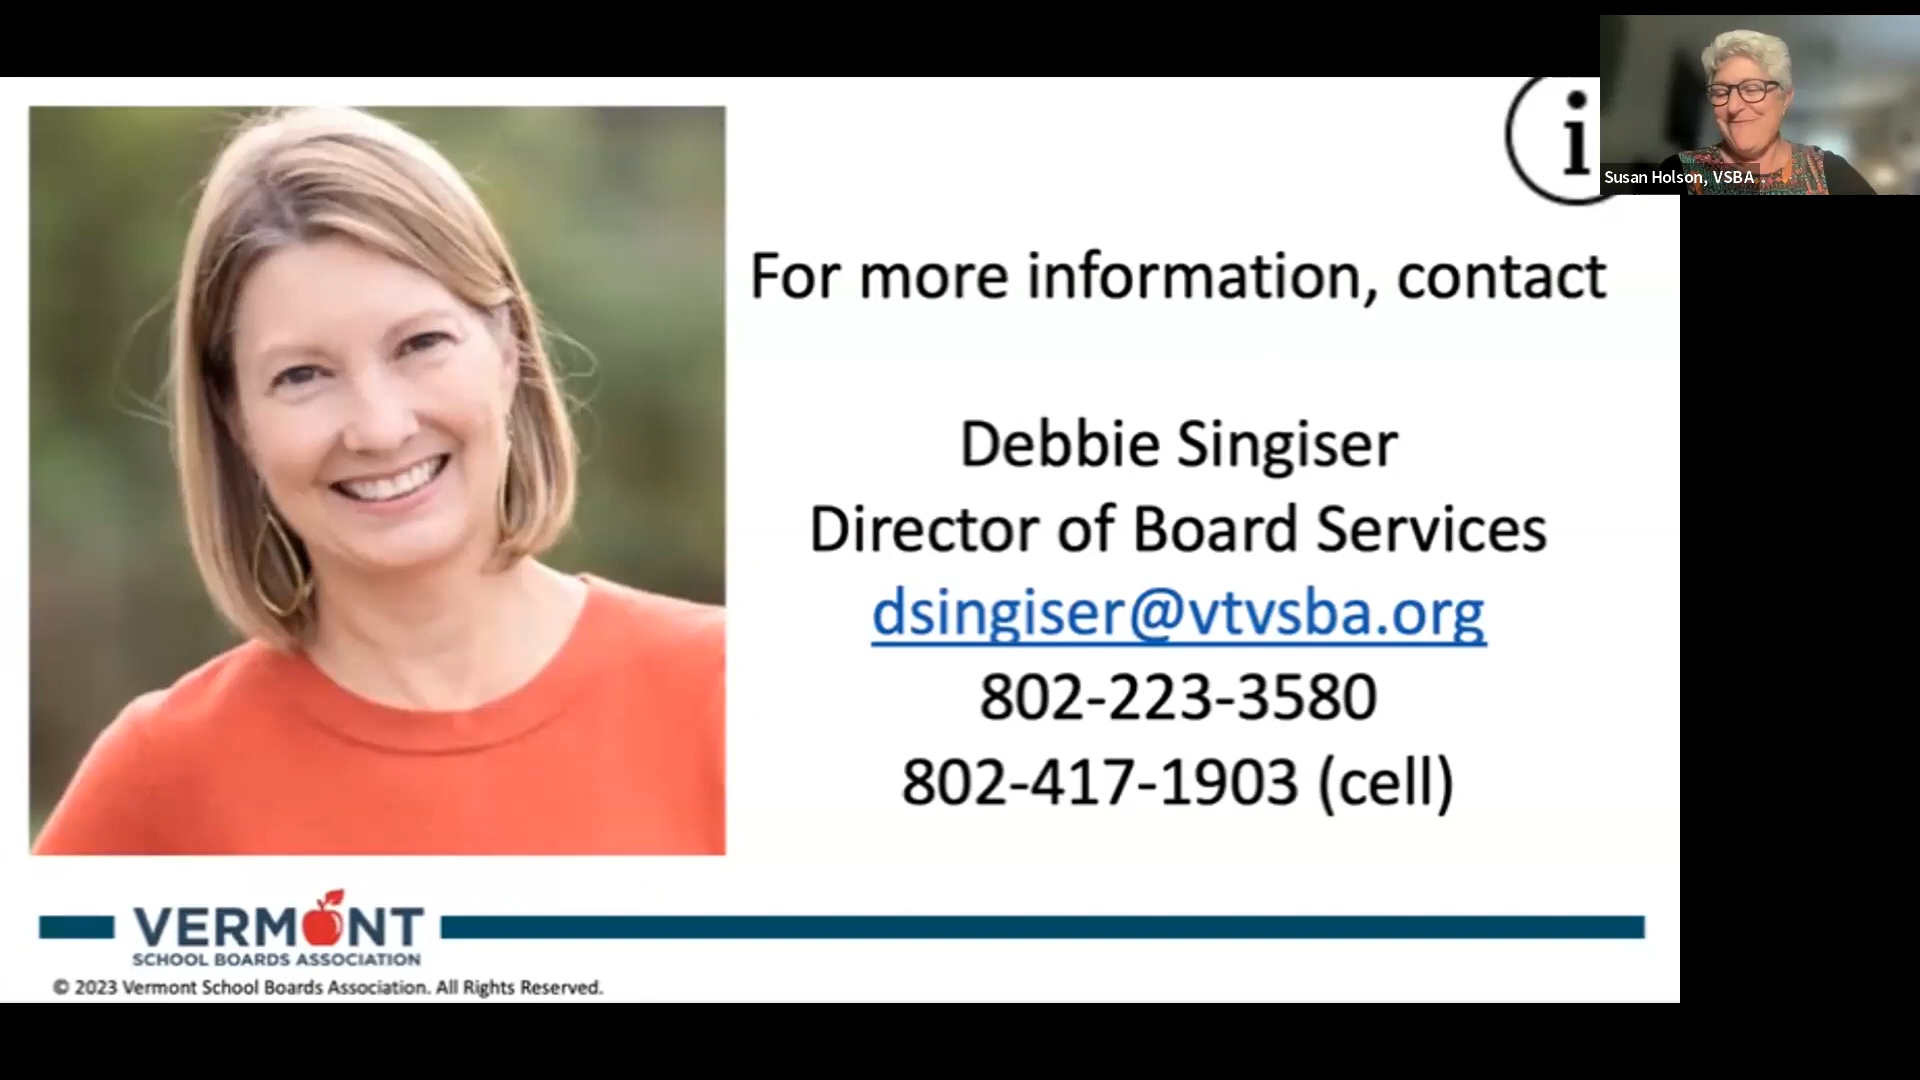 i
Susan Holson, VSBA
For more information, contact
Debbie Singiser
Director of Board Services
dsingiser@vtvsba.org
802-223-3580
802-417-1903 (cell)
VERMONT
SCHOOL BOARDS ASSOCIATION
© 2023 Vermont School Boards Association. All Rights Reserved.